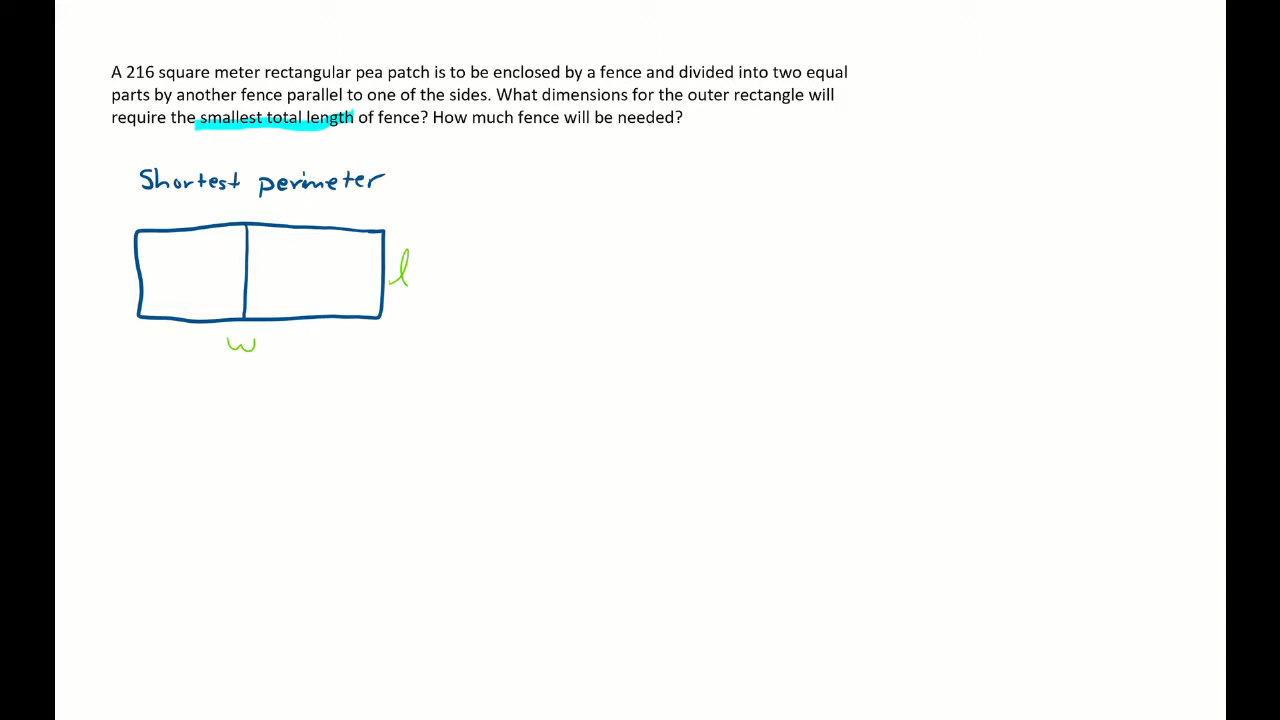 A 216 square meter rectangular pea patch is to be enclosed by a fence and divided into two equal
parts by another fence parallel to one of the sides. What dimensions for the outer rectangle will
require the smallest total length of fence? How much fence will be needed?
Shortest perimeter
l
w